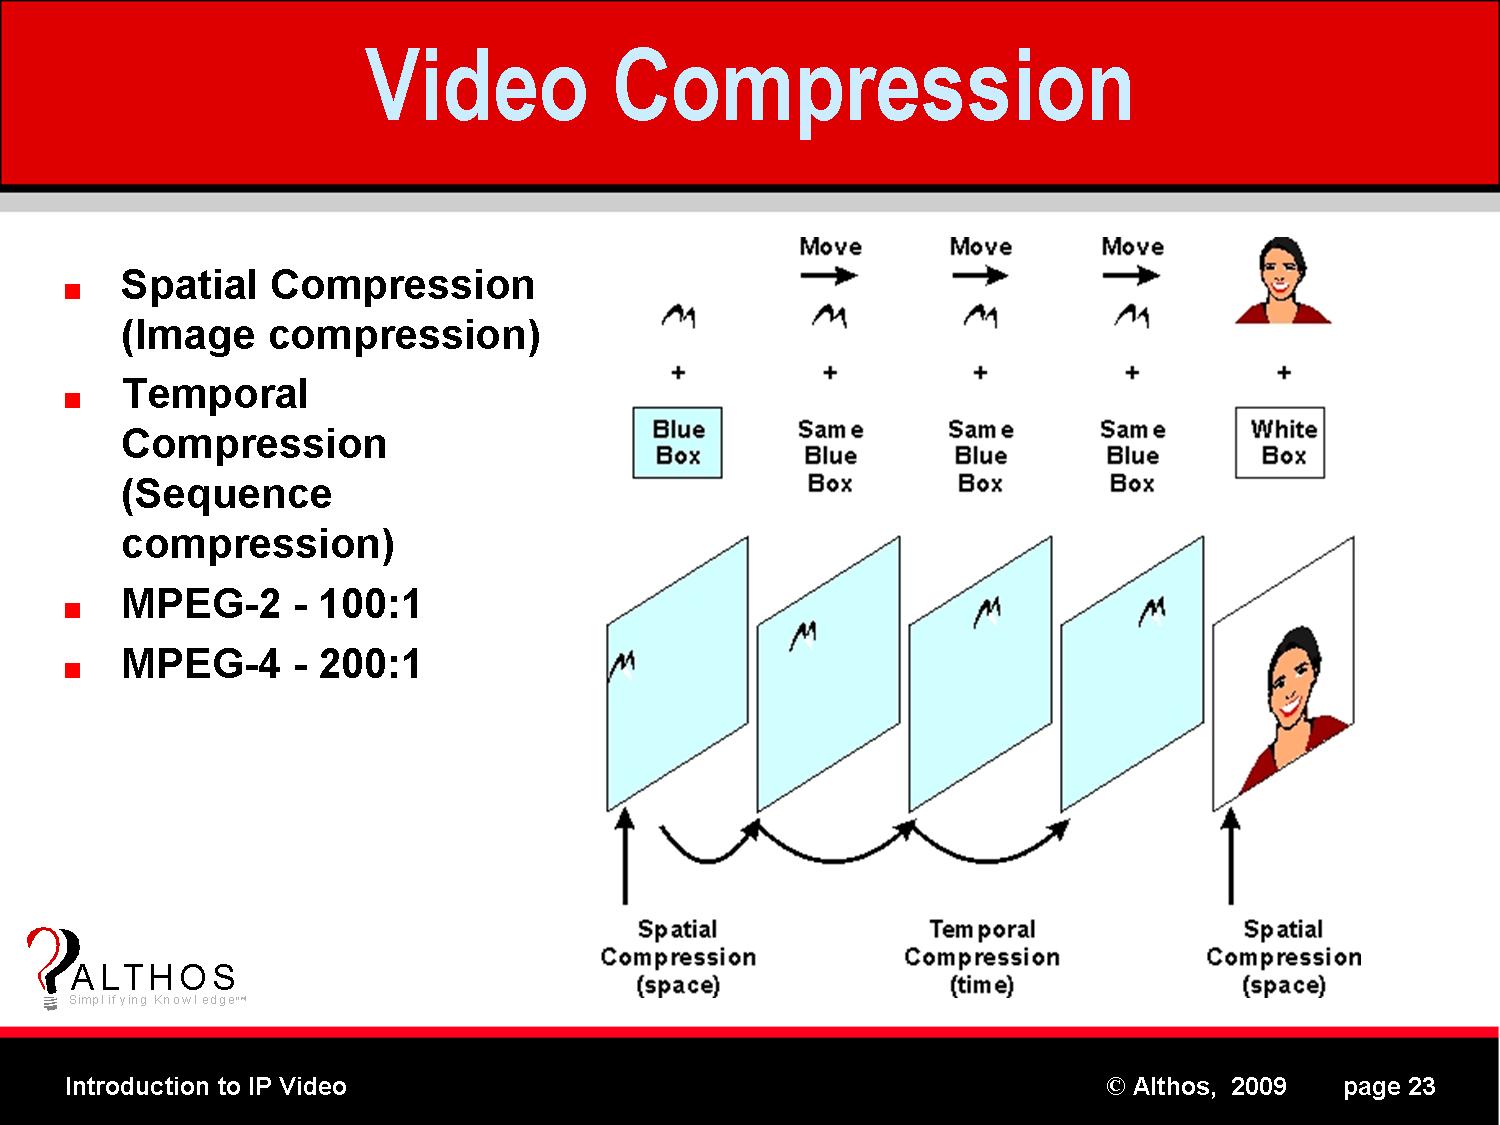 Video Compression
Spatial Compression
(Image compression)
Temporal
Compression
(Sequence
compression)
MPEG-2 - 100:1
MPEG-4 - 200:1
Move Move Move
+ + + + +
Blue
Box
Same
Blue
Box
Same
Blue
Box
Same
Blue
Box
White
Box
Spatial
Compression
(space)
Temporal
Compression
(time)
Spatial
Compression
(space)
ALTHOS
Simplifying Knowledge™
Introduction to IP Video
© Althos, 2009
page 23